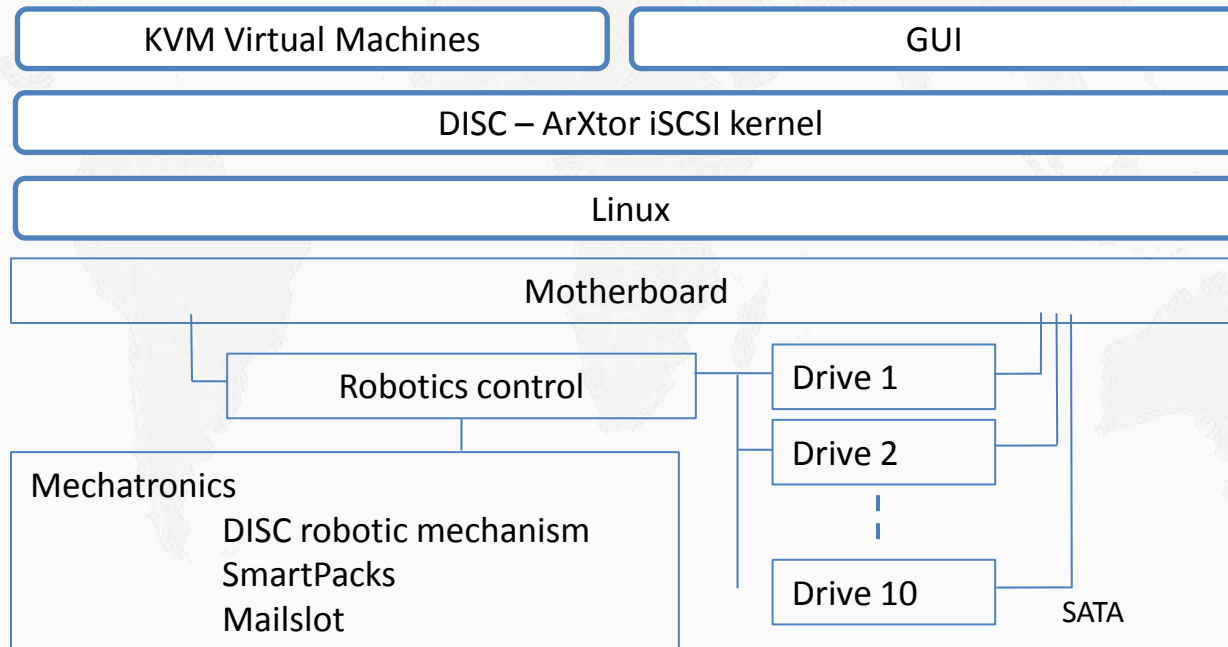 KVM Virtual Machines
GUI
DISC – ArXtor iSCSI kernel
Linux
Motherboard
Robotics control
Drive 1
Drive 2
Mechatronics
DISC robotic mechanism
SmartPacks
Mailslot
Drive 10
SATA